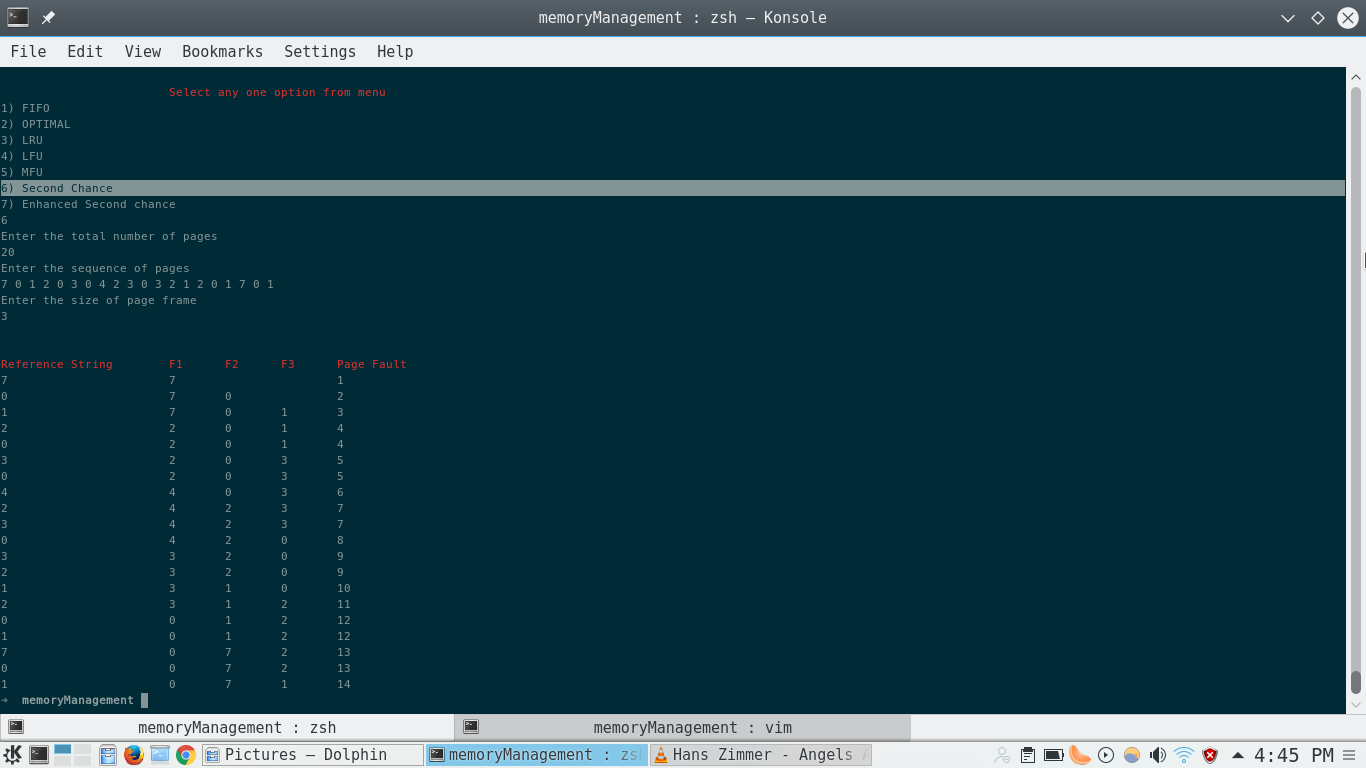 memoryManagement : zsh — Konsole
File Edit View Bookmarks Settings Help
Select any one option from menu
1) FIFO
2) OPTIMAL
3) LRU
4) LFU
5) MFU
6) Second Chance
7) Enhanced Second chance
6
Enter the total number of pages
20
Enter the sequence of pages
7 0 1 2 0 3 0 4 2 3 0 3 2 1 2 0 1 7 0 1
Enter the size of page frame
3
Reference String F1 F2 F3 Page Fault
7 7 1
0 7 0 2
1 7 0 1 3
2 2 0 1 4
0 2 0 1 4
3 2 0 3 5
0 2 0 3 5
4 4 0 3 6
2 4 2 3 7
3 4 2 3 7
0 4 2 0 8
3 3 2 0 9
2 3 2 0 9
1 3 1 0 10
2 3 1 2 11
0 0 1 2 12
1 0 1 2 12
7 0 7 2 13
0 0 7 2 13
1 0 7 1 14
→ memoryManagement
memoryManagement : zsh memoryManagement : vim
Pictures — Dolphin memoryManagement : zs Hans Zimmer - Angels 4:45 PM